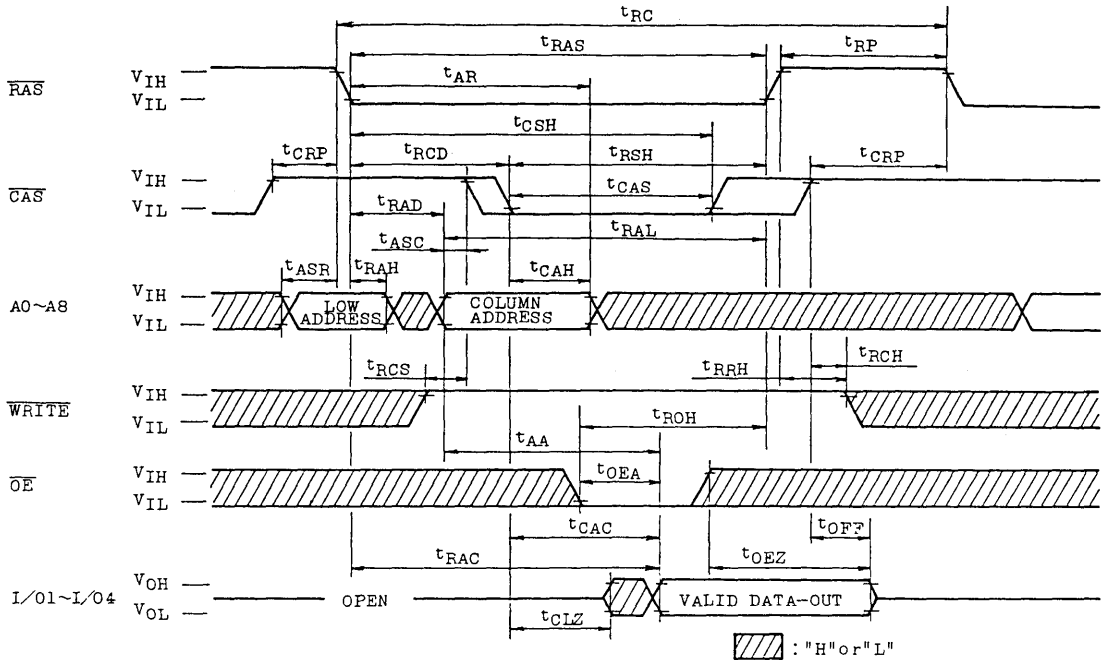 tRC
tRAS tRP
RAS VIH tAR
VIL
tCSH
tCRP tRCD tRSH tCRP
CAS VIH tCAS
VIL tRAD
tASC tRAL
tASR tRAH tCAH
A0~A8 VIH LOW ADDRESS COLUMN ADDRESS
VIL
tRCS tRRH tRCH
WRITE VIH
VIL tROH
tAA
OE VIH tOEA
VIL
tCAC tOFF
tRAC tOEZ
I/O1~I/O4 VOH OPEN VALID DATA-OUT
VOL tCLZ
: "H"or"L"